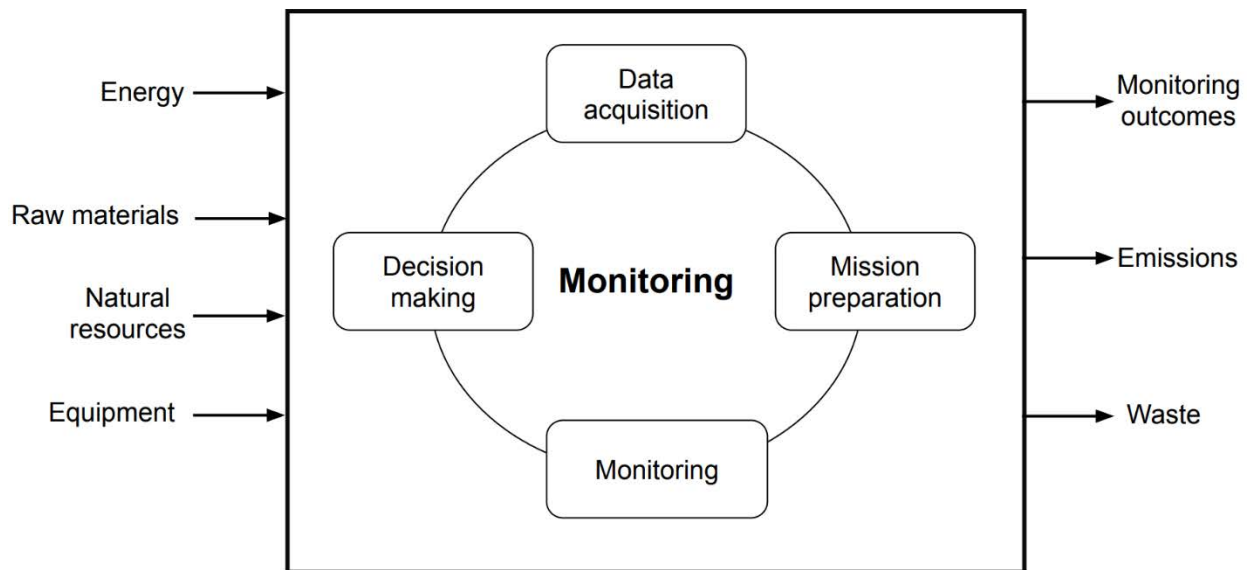 Energy
Raw materials
Natural
resources
Equipment
Data
acquisition
Decision
making
Monitoring
Mission
preparation
Monitoring
Monitoring
outcomes
Emissions
Waste